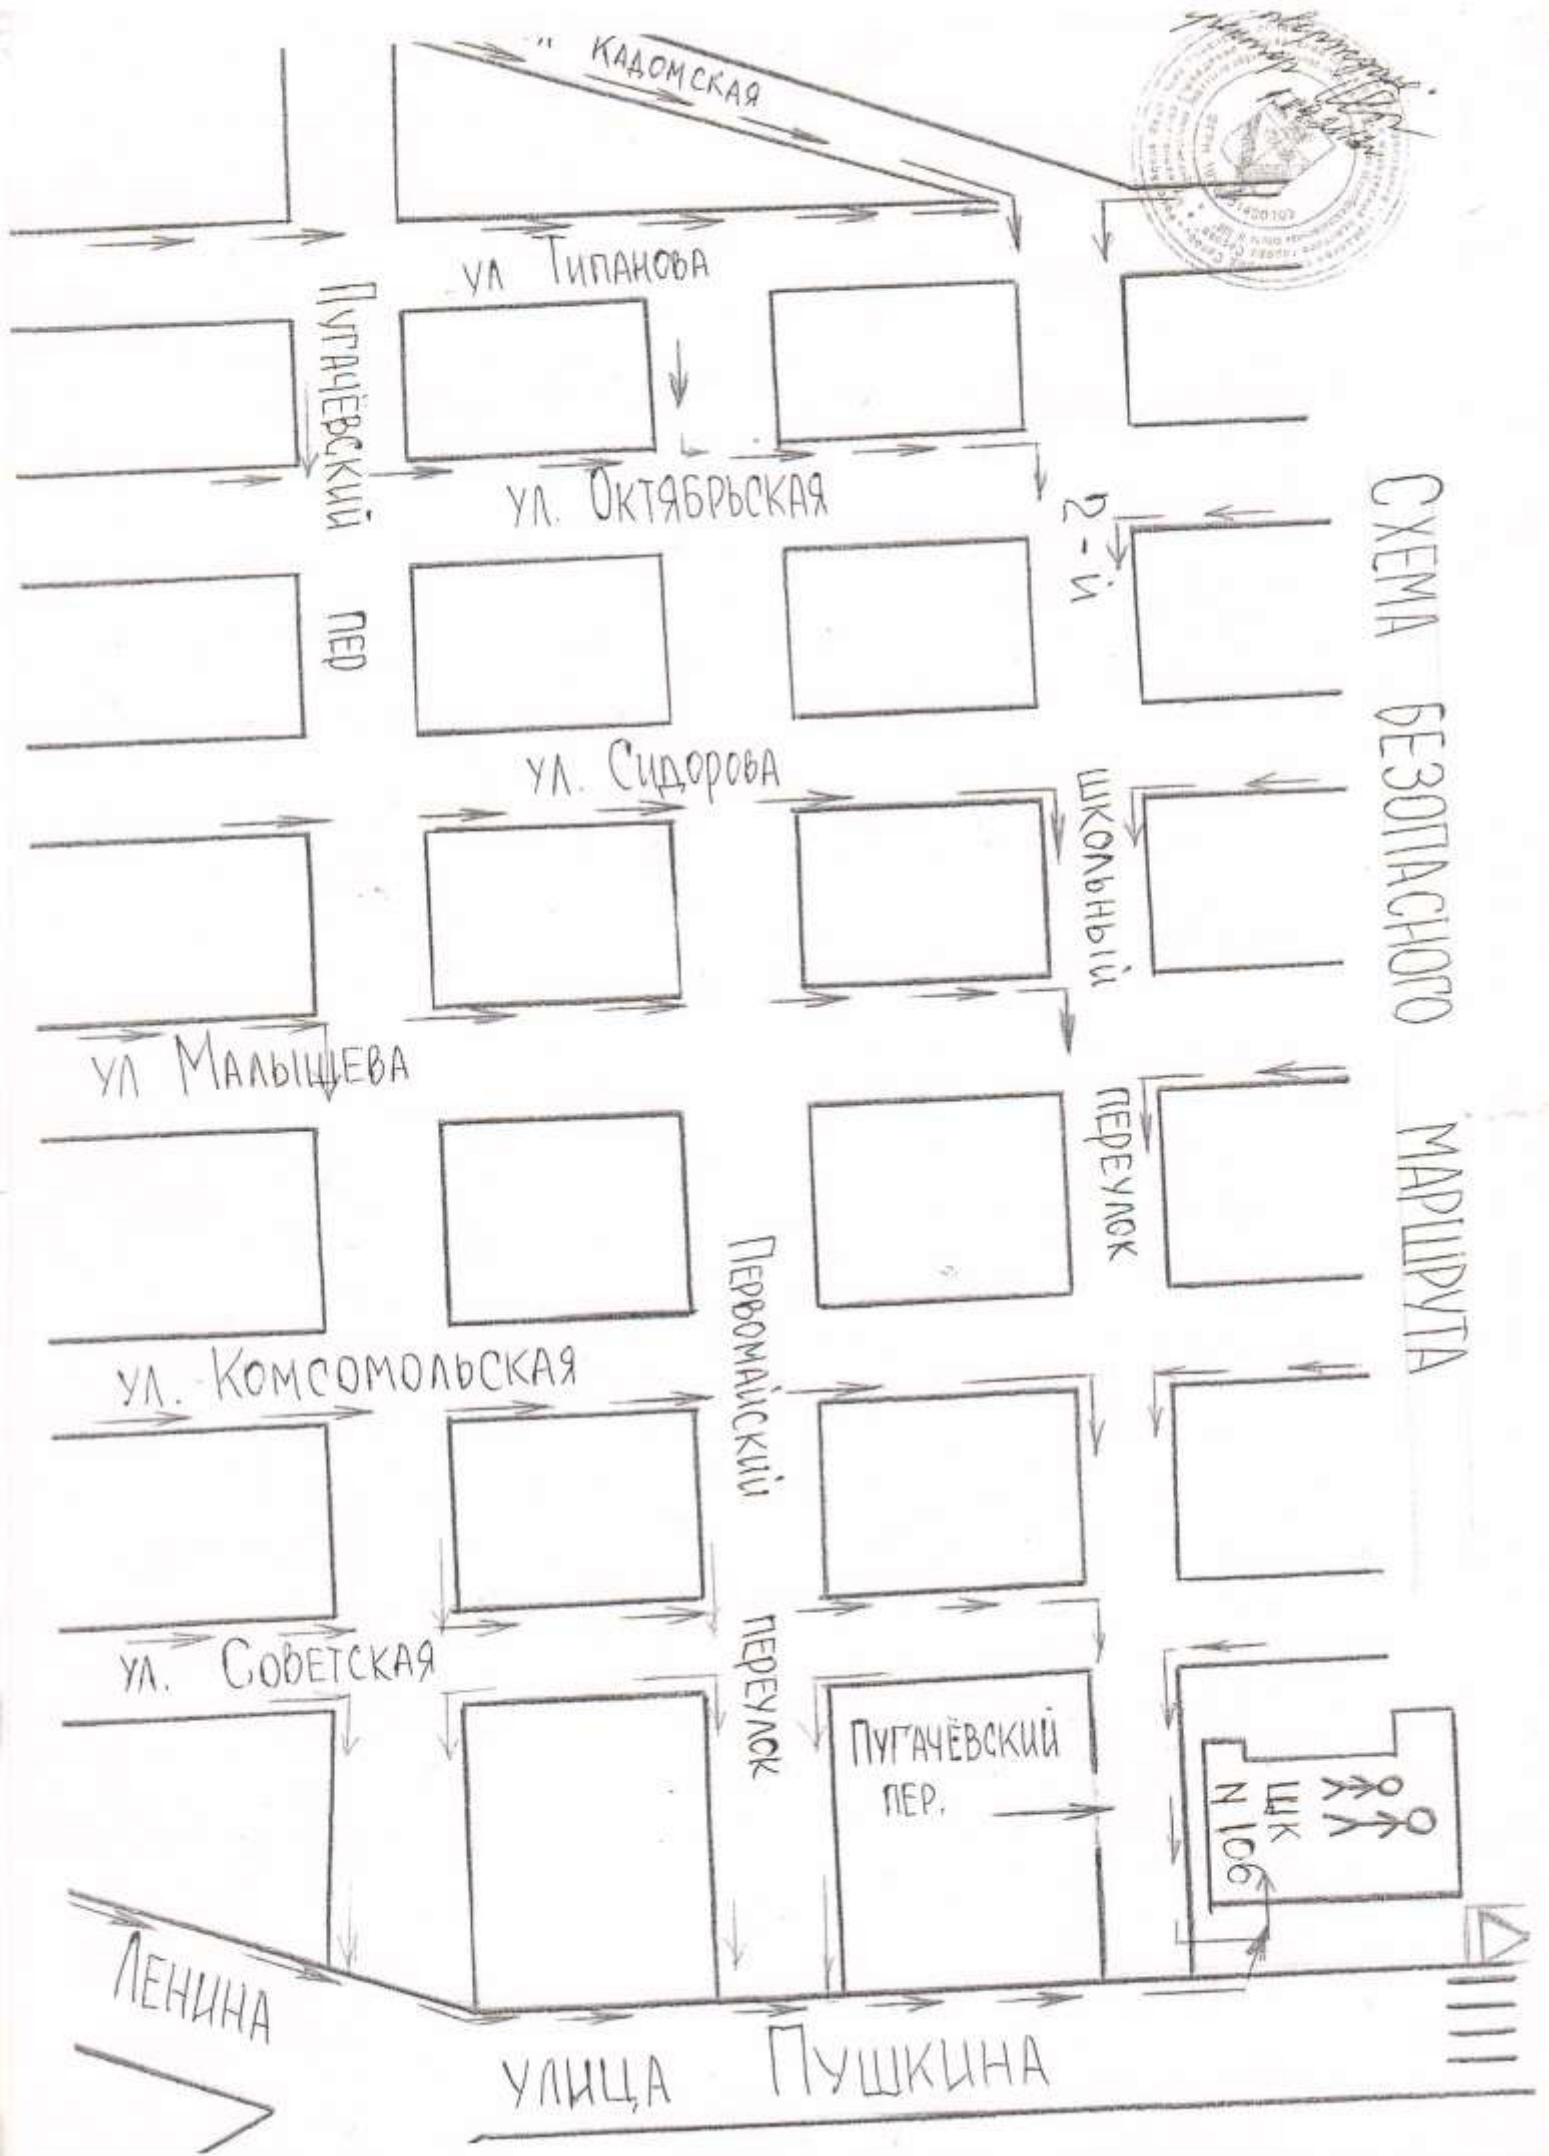 " КАДОМСКАЯ
УЛ ТИПАНОВА
ПУГАЧЁВСКИЙ ПЕР
УЛ. ОКТЯБРЬСКАЯ
2-Й ШКОЛЬНЫЙ ПЕРЕУЛОК
СХЕМА БЕЗОПАСНОГО МАРШРУТА
УЛ. СИДОРОВА
УЛ МАЛЫШЕВА
УЛ. КОМСОМОЛЬСКАЯ
ПЕРВОМАЙСКИЙ ПЕРЕУЛОК
УЛ. СОВЕТСКАЯ
ПУГАЧЁВСКИЙ
ПЕР.
ШК
N 106
ЛЕНИНА
УЛИЦА ПУШКИНА